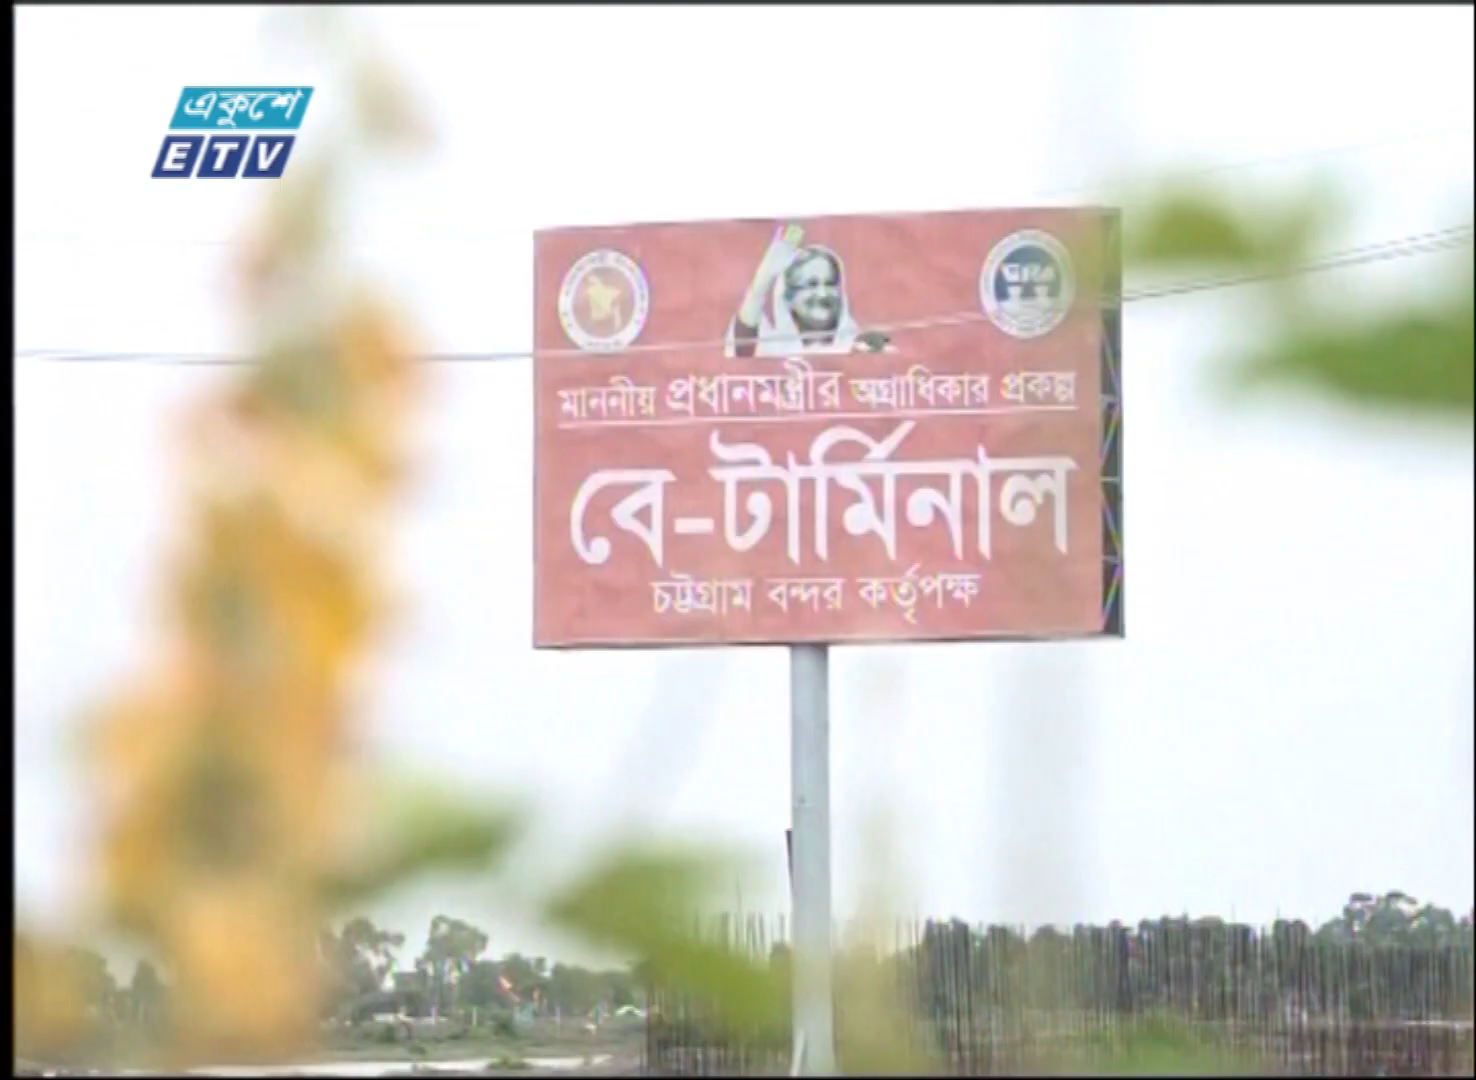 একুশে
ETV
মাননীয় প্রধানমন্ত্রীর অগ্রাধিকার প্রকল্প
বে-টার্মিনাল
চট্টগ্রাম বন্দর কর্তৃপক্ষ